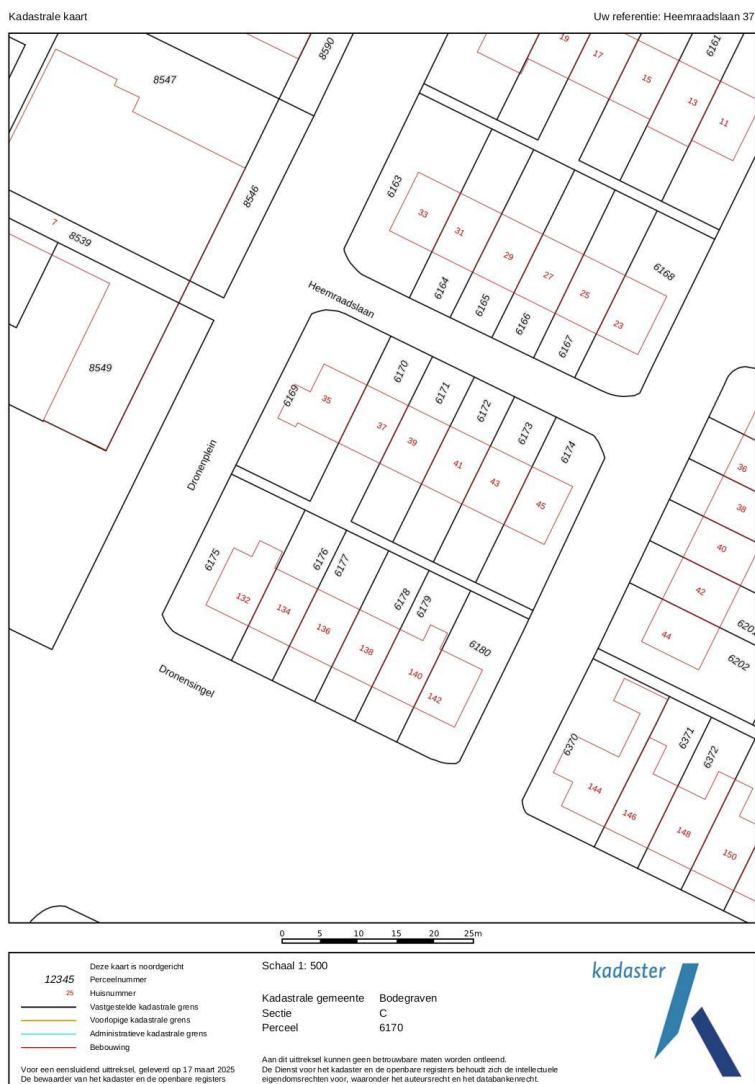 Kadastrale kaart
Uw referentie: Heemraadslaan 37
8547
8590
19
17
15
13
11
6161
8546
7
8539
8549
6163
33
31
29
27
25
23
6168
6164
6165
6166
6167
Heemraadslaan
6169
35
37
39
41
43
45
6170
6171
6172
6173
6174
Dronenplein
6175
132
134
136
138
140
142
6176
6177
6178
6179
6180
Dronensingel
36
38
40
42
44
6202
6370
6371
6372
144
146
148
150
0 5 10 15 20 25m
12345
25
Deze kaart is noordgericht
Perceelnummer
Huisnummer
Vastgestelde kadastrale grens
Voorlopige kadastrale grens
Administratieve kadastrale grens
Bebouwing
Voor een eensluidend uittreksel, geleverd op 17 maart 2025
De bewaarder van het kadaster en de openbare registers
Schaal 1: 500
Kadastrale gemeente Bodegraven
Sectie C
Perceel 6170
Aan dit uittreksel kunnen geen betrouwbare maten worden ontleend.
De Dienst voor het kadaster en de openbare registers behoudt zich de intellectuele
eigendomsrechten voor, waaronder het auteursrecht en het databankenrecht.
kadaster